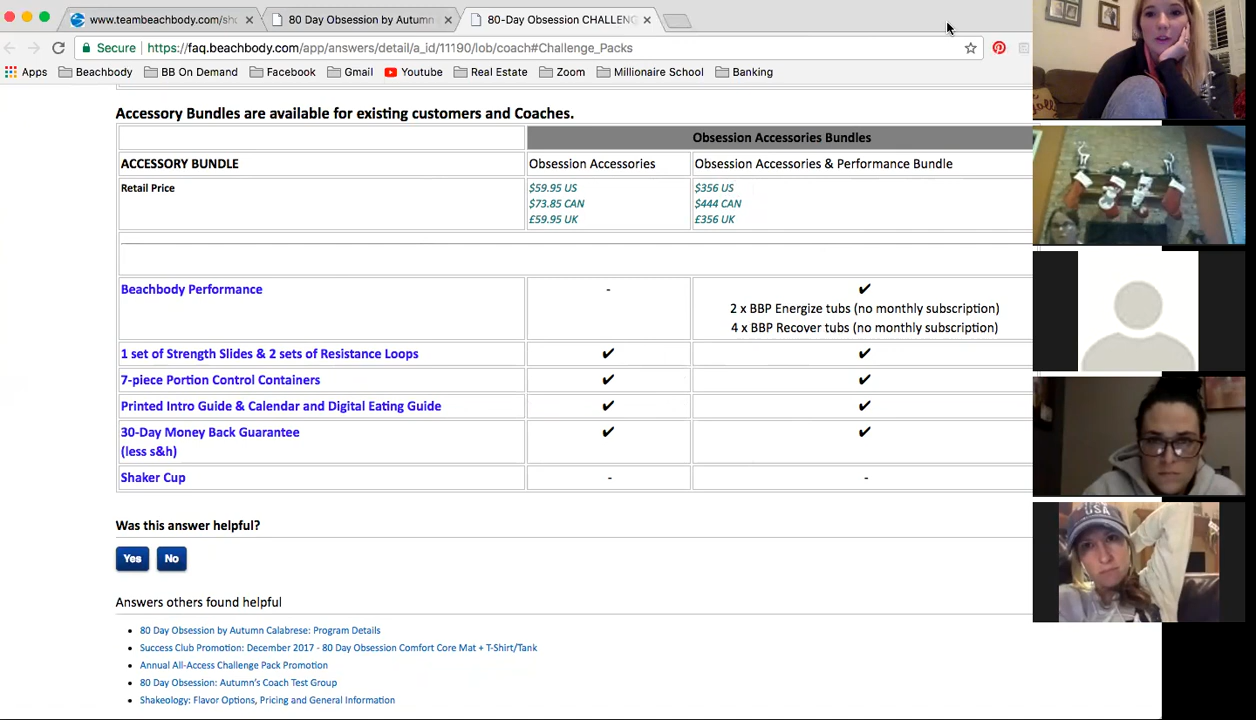 www.teambeachbody.com/sh
80 Day Obsession by Autumn
80-Day Obsession CHALLENG
Secure https://faq.beachbody.com/app/answers/detail/a_id/11190/lob/coach#Challenge_Packs
Apps Beachbody BB On Demand Facebook Gmail Youtube Real Estate Zoom Millionaire School Banking
Accessory Bundles are available for existing customers and Coaches.
Obsession Accessories Bundles
ACCESSORY BUNDLE Obsession Accessories Obsession Accessories & Performance Bundle
Retail Price $59.95 US $356 US
$73.85 CAN $444 CAN
£59.95 UK £356 UK
Beachbody Performance - ✔
2 x BBP Energize tubs (no monthly subscription)
4 x BBP Recover tubs (no monthly subscription)
1 set of Strength Slides & 2 sets of Resistance Loops ✔ ✔
7-piece Portion Control Containers ✔ ✔
Printed Intro Guide & Calendar and Digital Eating Guide ✔ ✔
30-Day Money Back Guarantee ✔ ✔
(less s&h)
Shaker Cup - -
Was this answer helpful?
Yes No
Answers others found helpful
80 Day Obsession by Autumn Calabrese: Program Details
Success Club Promotion: December 2017 - 80 Day Obsession Comfort Core Mat + T-Shirt/Tank
Annual All-Access Challenge Pack Promotion
80 Day Obsession: Autumn's Coach Test Group
Shakeology: Flavor Options, Pricing and General Information
USA